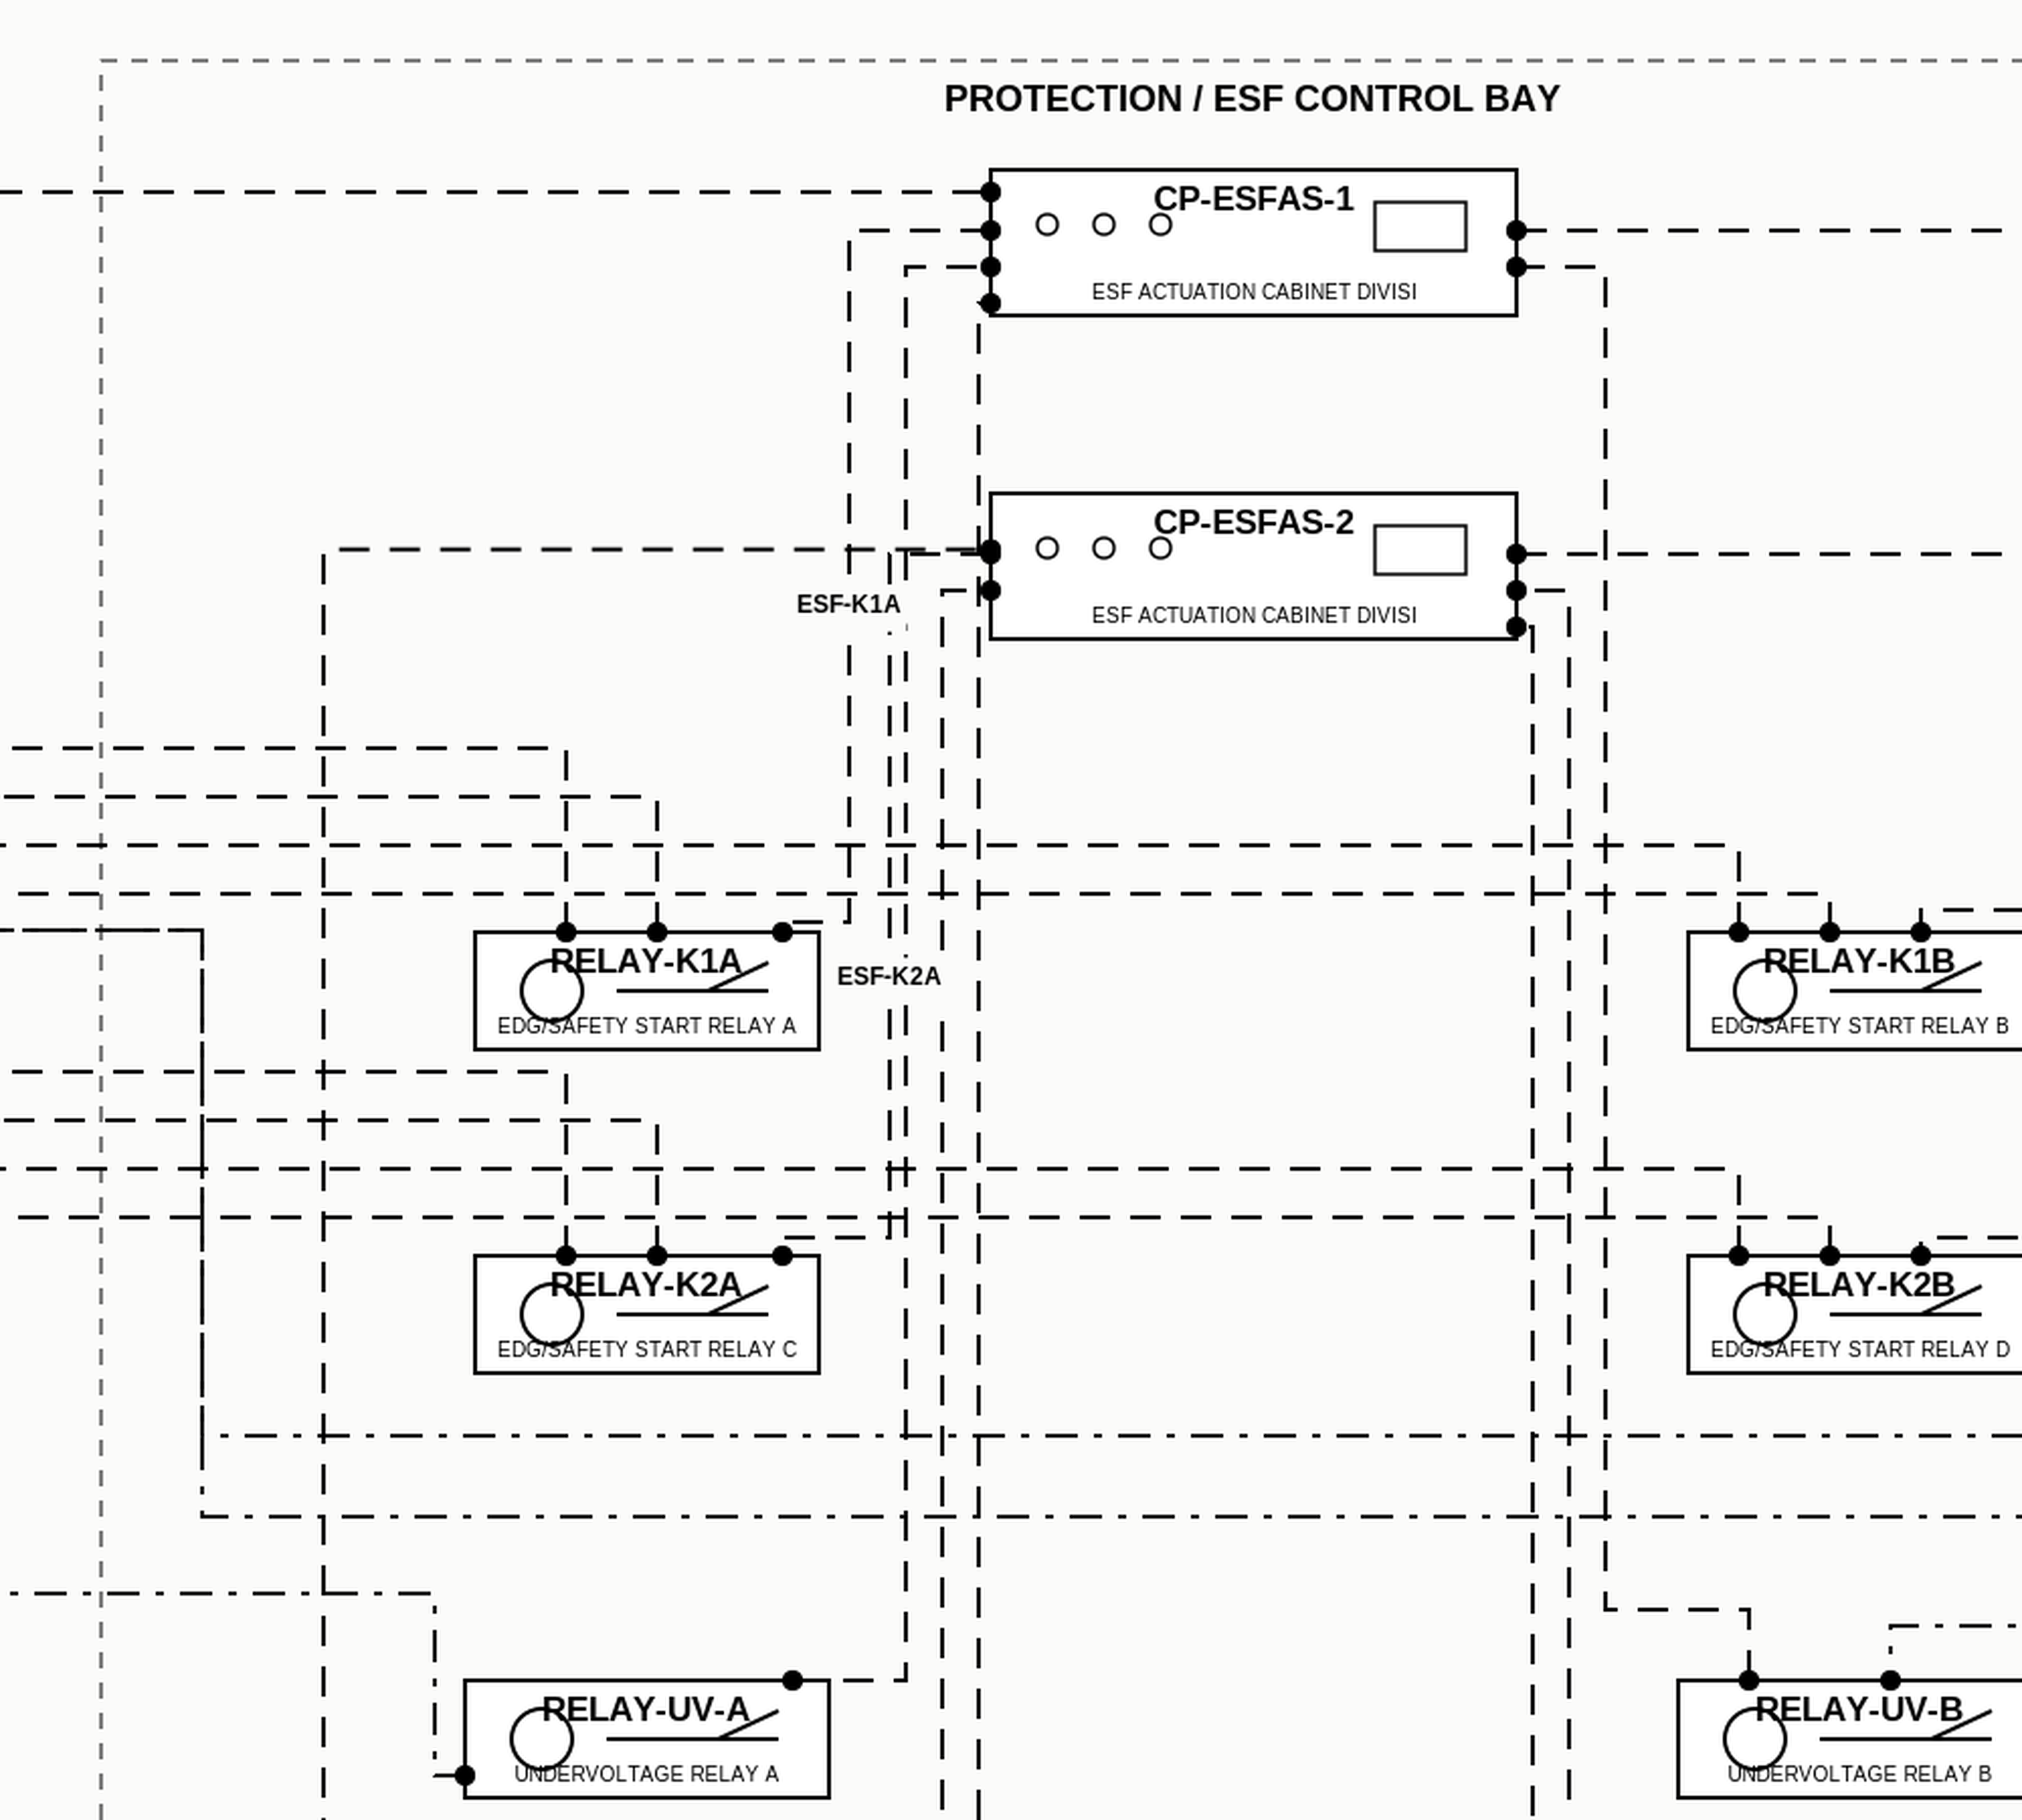 PROTECTION / ESF CONTROL BAY
CP-ESFAS-1
ESF ACTUATION CABINET DIVISI
CP-ESFAS-2
ESF ACTUATION CABINET DIVISI
ESF-K1A
RELAY-K1A
EDG/SAFETY START RELAY A
ESF-K2A
RELAY-K1B
EDG/SAFETY START RELAY B
RELAY-K2A
EDG/SAFETY START RELAY C
RELAY-K2B
EDG/SAFETY START RELAY D
RELAY-UV-A
UNDERVOLTAGE RELAY A
RELAY-UV-B
UNDERVOLTAGE RELAY B